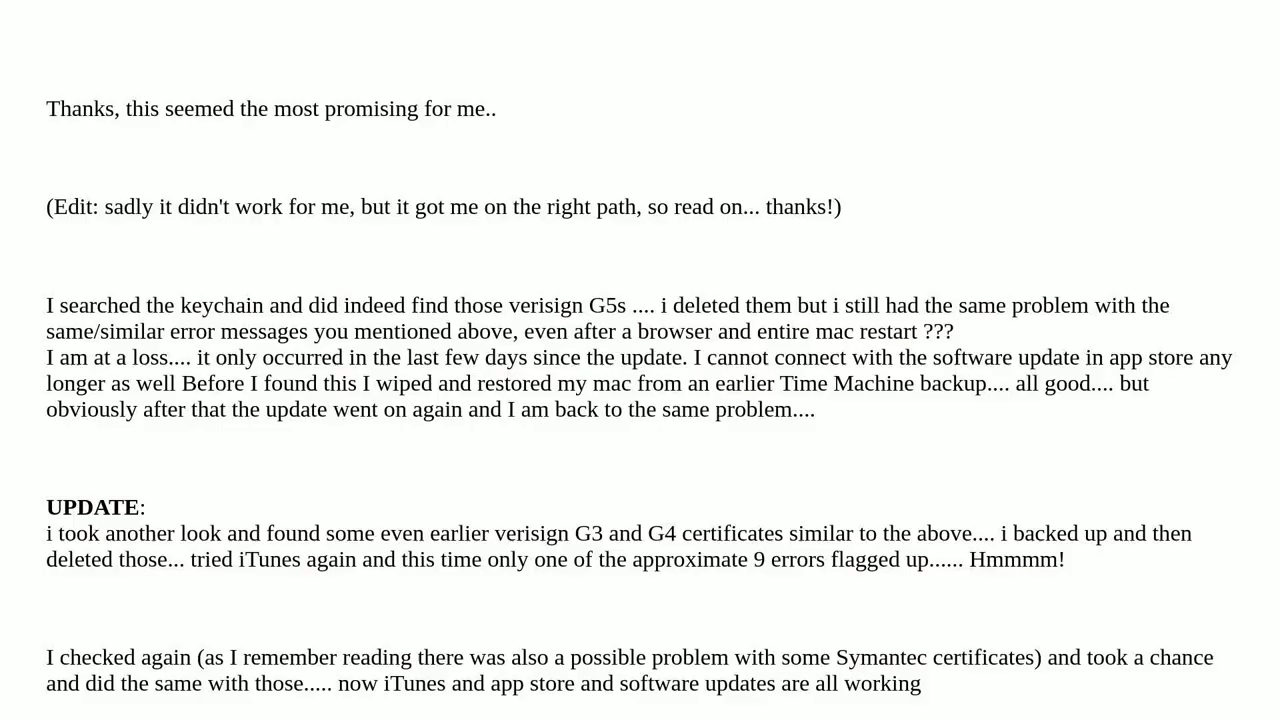 Thanks, this seemed the most promising for me..
(Edit: sadly it didn't work for me, but it got me on the right path, so read on... thanks!)
I searched the keychain and did indeed find those verisign G5s .... i deleted them but i still had the same problem with the
same/similar error messages you mentioned above, even after a browser and entire mac restart ???
I am at a loss.... it only occurred in the last few days since the update. I cannot connect with the software update in app store any
longer as well Before I found this I wiped and restored my mac from an earlier Time Machine backup.... all good.... but
obviously after that the update went on again and I am back to the same problem....
UPDATE:
i took another look and found some even earlier verisign G3 and G4 certificates similar to the above.... i backed up and then
deleted those... tried iTunes again and this time only one of the approximate 9 errors flagged up...... Hmmmm!
I checked again (as I remember reading there was also a possible problem with some Symantec certificates) and took a chance
and did the same with those..... now iTunes and app store and software updates are all working